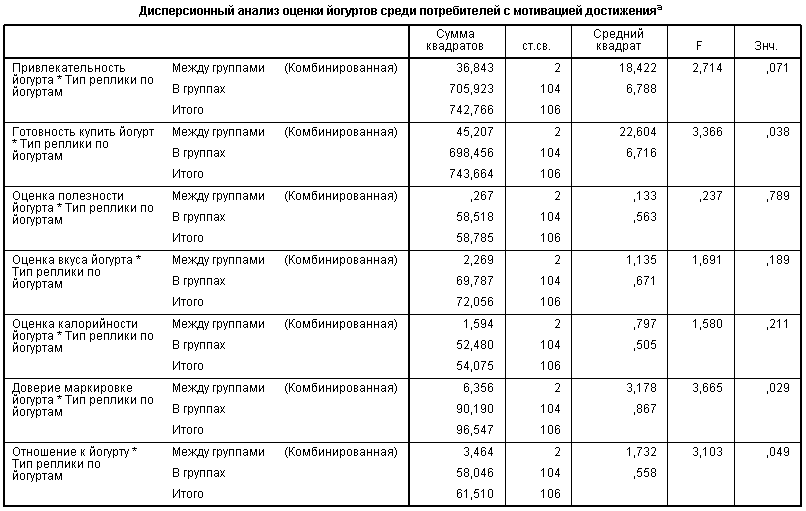 Дисперсионный анализ оценки йогуртов среди потребителей с мотивацией достижения a
Сумма квадратов ст.св. Средний квадрат F Знч.
Привлекательность йогурта * Тип реплики по йогуртам
Между группами (Комбинированная) 36,843 2 18,422 2,714 ,071
В группах 705,923 104 6,788
Итого 742,766 106
Готовность купить йогурт * Тип реплики по йогуртам
Между группами (Комбинированная) 45,207 2 22,604 3,366 ,038
В группах 698,456 104 6,716
Итого 743,664 106
Оценка полезности йогурта * Тип реплики по йогуртам
Между группами (Комбинированная) ,267 2 ,133 ,237 ,789
В группах 58,518 104 ,563
Итого 58,785 106
Оценка вкуса йогурта * Тип реплики по йогуртам
Между группами (Комбинированная) 2,269 2 1,135 1,691 ,189
В группах 69,787 104 ,671
Итого 72,056 106
Оценка калорийности йогурта * Тип реплики по йогуртам
Между группами (Комбинированная) 1,594 2 ,797 1,580 ,211
В группах 52,480 104 ,505
Итого 54,075 106
Доверие маркировке йогурта * Тип реплики по йогуртам
Между группами (Комбинированная) 6,356 2 3,178 3,665 ,029
В группах 90,190 104 ,867
Итого 96,547 106
Отношение к йогурту * Тип реплики по йогуртам
Между группами (Комбинированная) 3,464 2 1,732 3,103 ,049
В группах 58,046 104 ,558
Итого 61,510 106